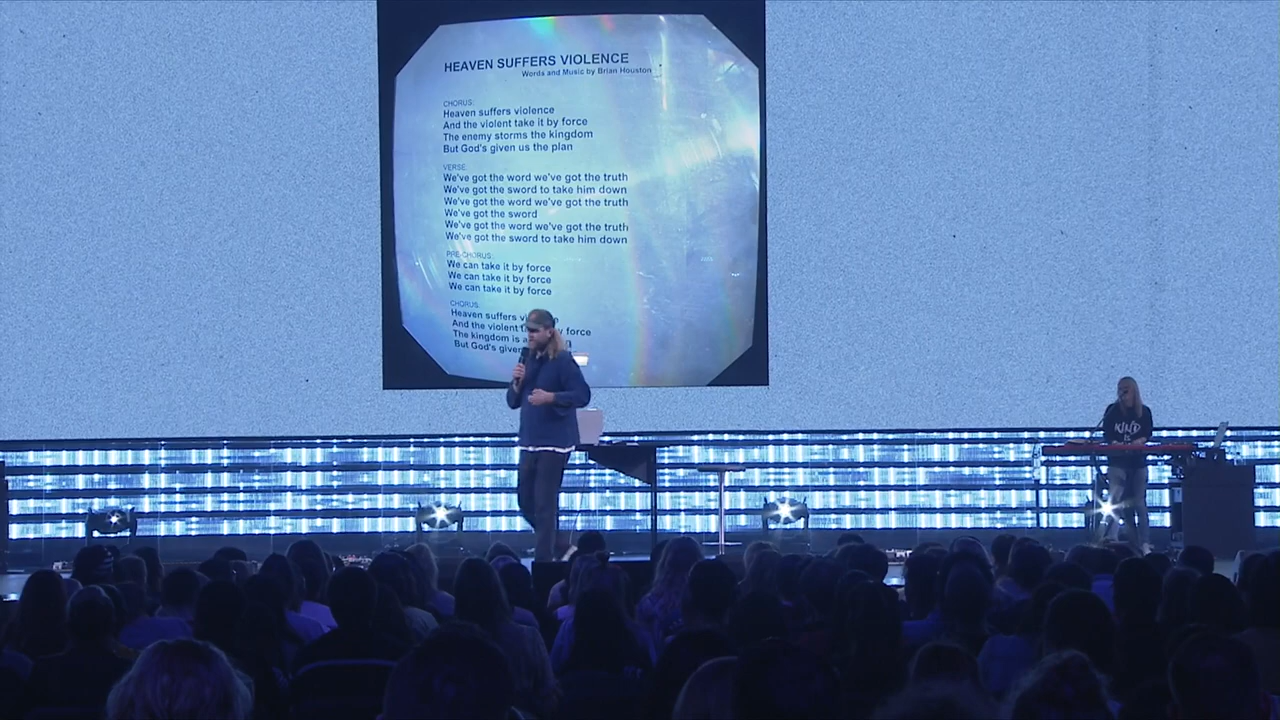 HEAVEN SUFFERS VIOLENCE
Words and Music by Brian Houston
CHORUS:
Heaven suffers violence
And the violent take it by force
The enemy storms the kingdom
But God's given us the plan
VERSE:
We've got the word we've got the truth
We've got the sword to take him down
We've got the word we've got the truth
We've got the sword
We've got the word we've got the truth
We've got the sword to take him down
PRE-CHORUS:
We can take it by force
We can take it by force
We can take it by force
CHORUS:
Heaven suffers
And the violent force
The kingdom is
But God's
KIND